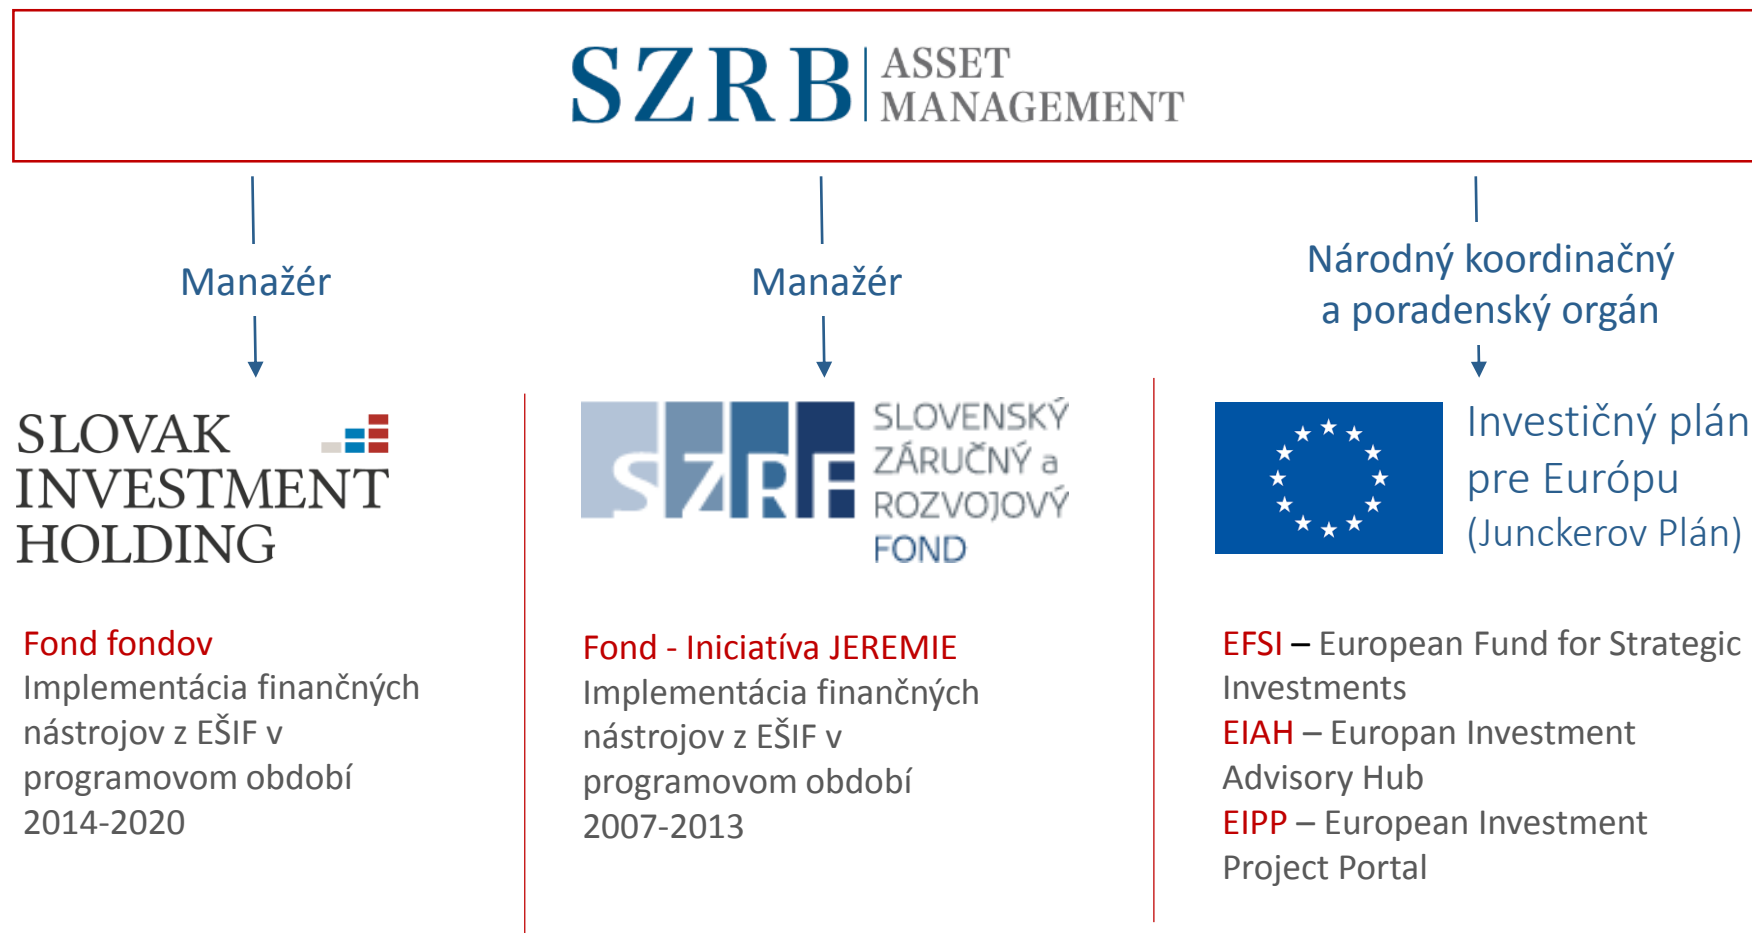 SZRB ASSET
MANAGEMENT
Manažér
SLOVAK
INVESTMENT
HOLDING
Fond fondov
Implementácia finančných
nástrojov z EŠIF v
programovom období
2014-2020
Manažér
SZRF
SLOVENSKÝ
ZÁRUČNÝ a
ROZVOJOVÝ
FOND
Fond - Iniciatíva JEREMIE
Implementácia finančných
nástrojov z EŠIF v
programovom období
2007-2013
Národný koordinačný
a poradenský orgán
Investičný plán
pre Európu
(Junckerov Plán)
EFSI – European Fund for Strategic
Investments
EIAH – Europan Investment
Advisory Hub
EIPP – European Investment
Project Portal